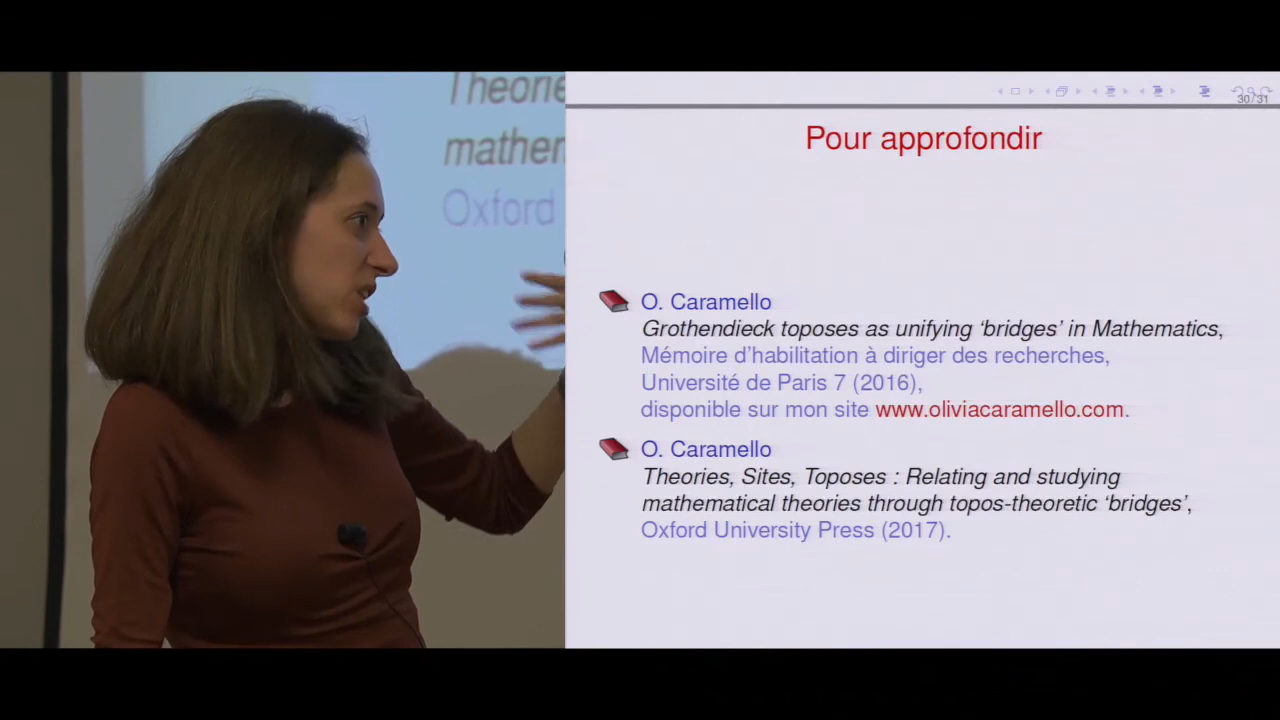 Theorie
mathem
Oxford
30/31
Pour approfondir
O. Caramello
Grothendieck toposes as unifying ‘bridges’ in Mathematics,
Mémoire d’habilitation à diriger des recherches,
Université de Paris 7 (2016),
disponible sur mon site www.oliviacaramello.com.
O. Caramello
Theories, Sites, Toposes : Relating and studying
mathematical theories through topos-theoretic ‘bridges’,
Oxford University Press (2017).